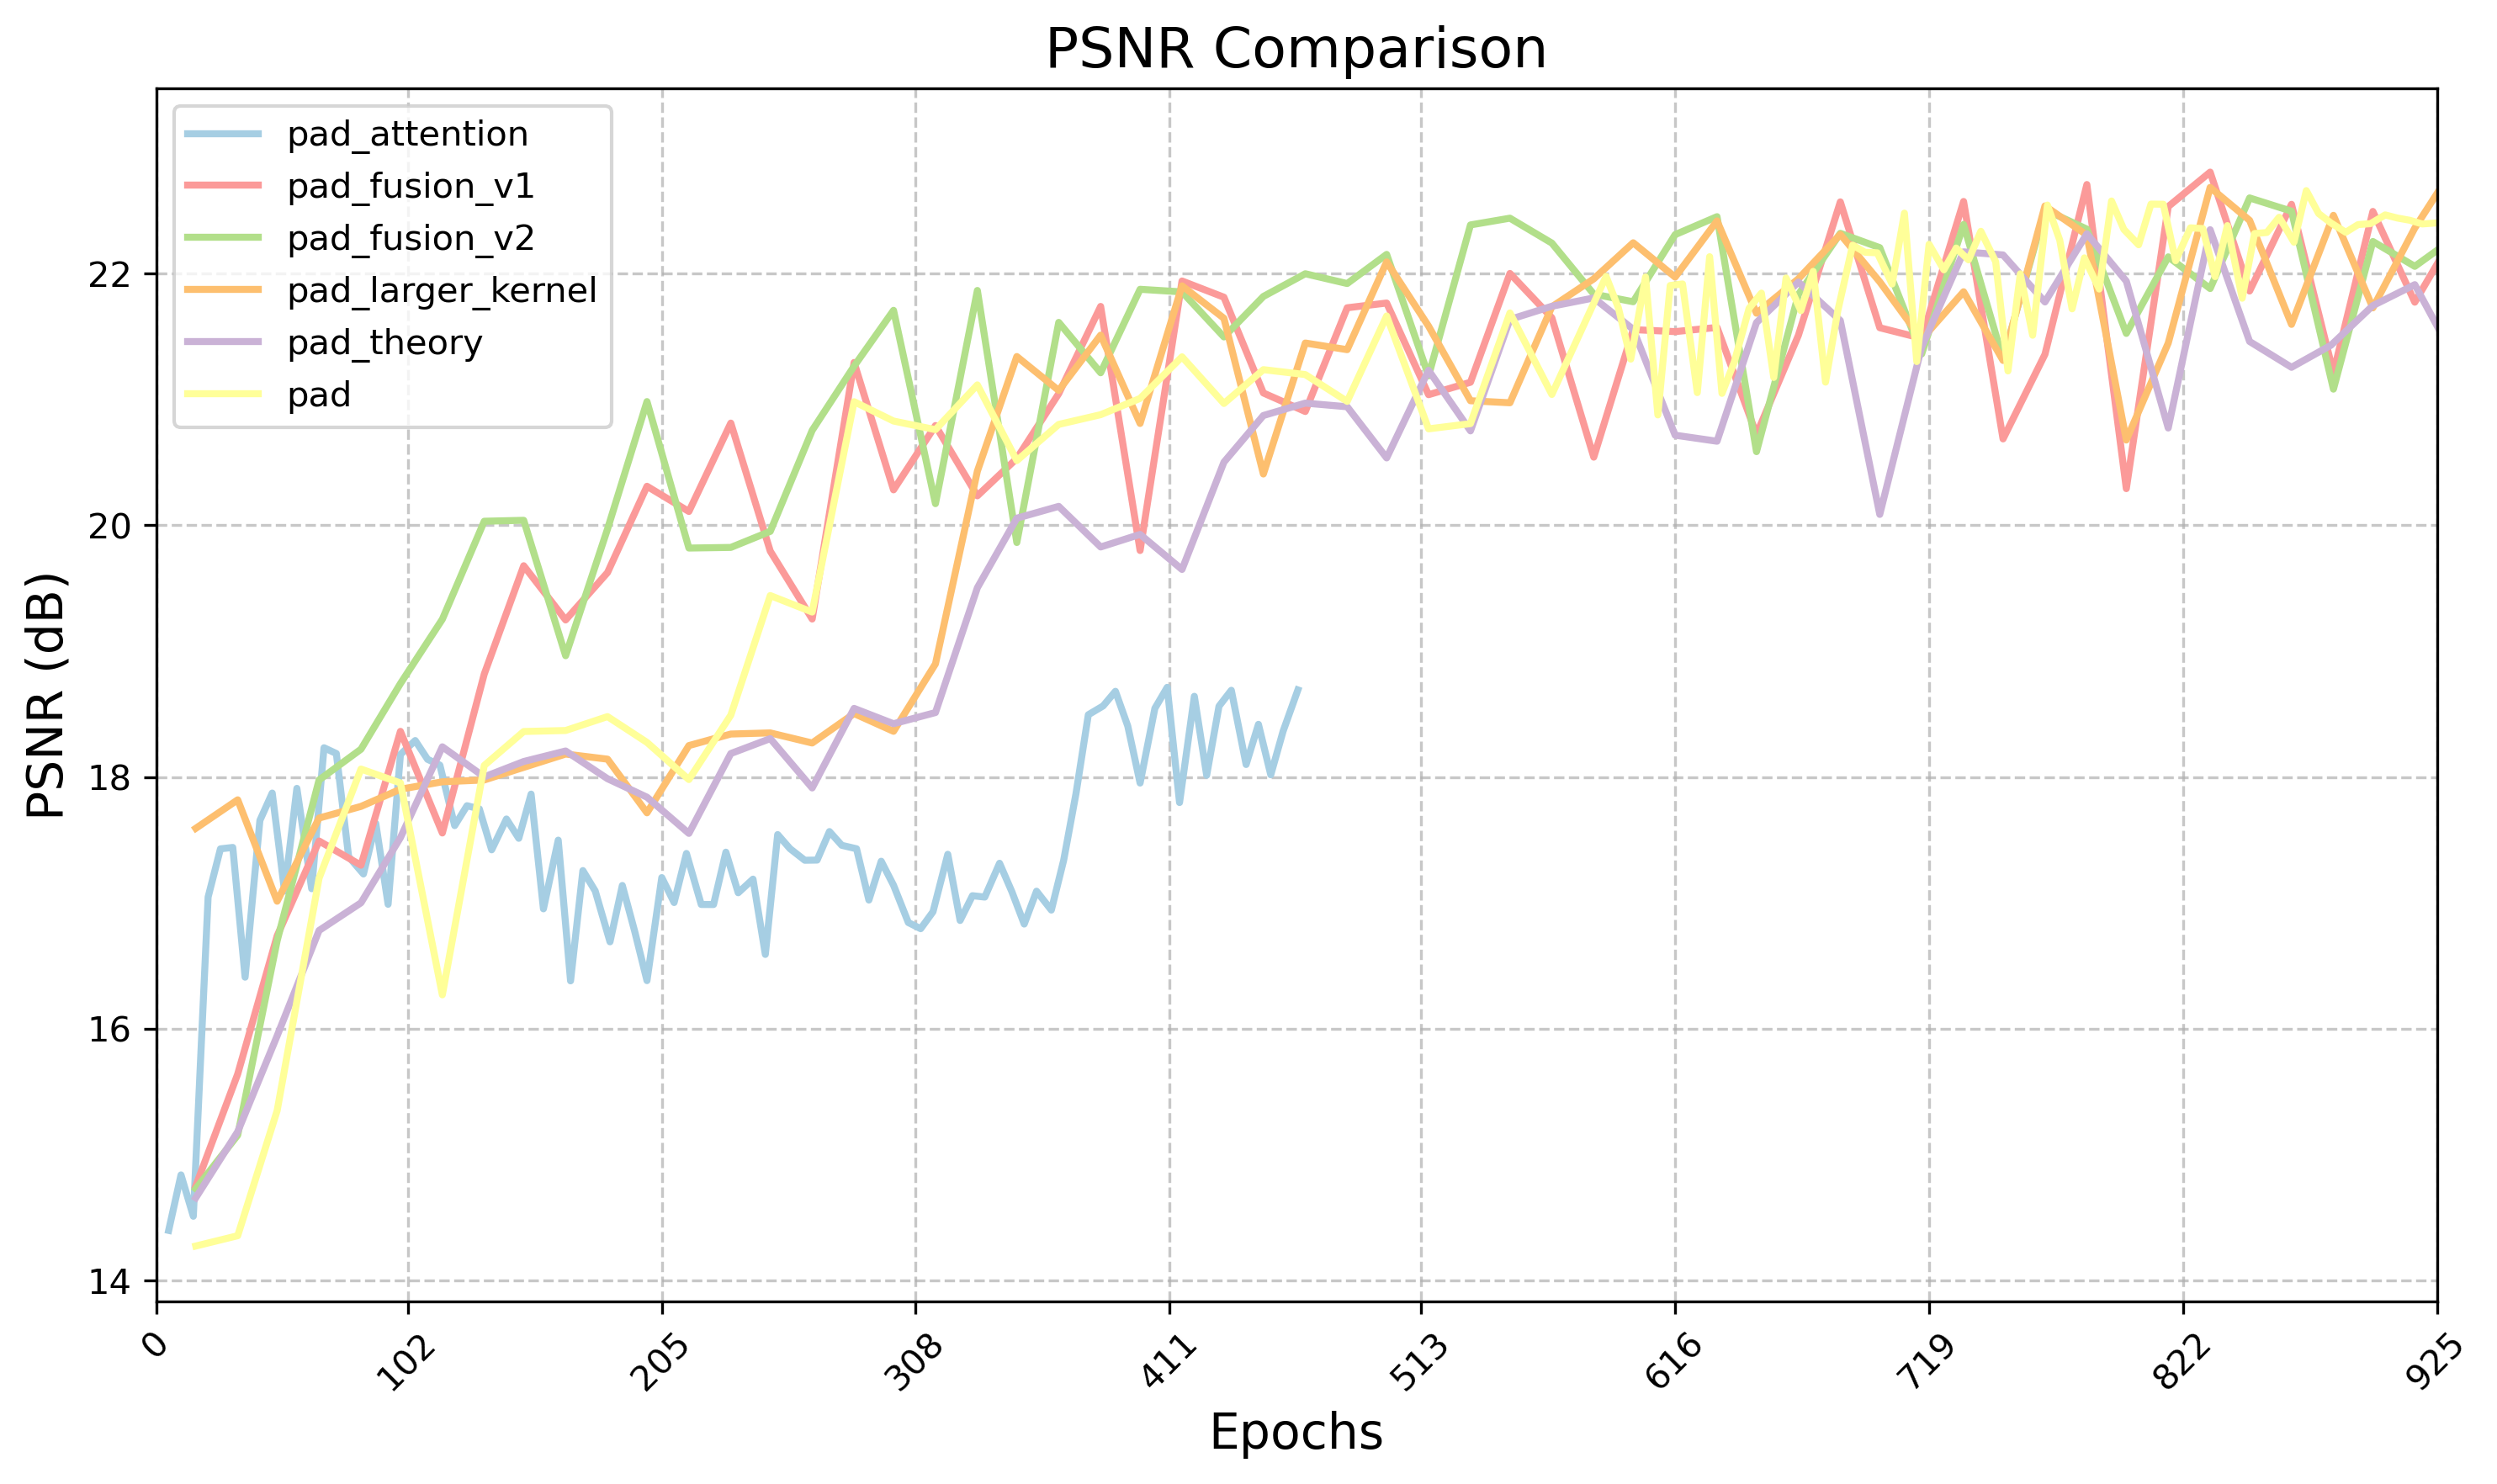 PSNR Comparison
pad_attention
pad_fusion_v1
pad_fusion_v2
pad_larger_kernel
pad_theory
pad
PSNR (dB)
22
20
18
16
14
0 102 205 308 411 513 616 719 822 925
Epochs